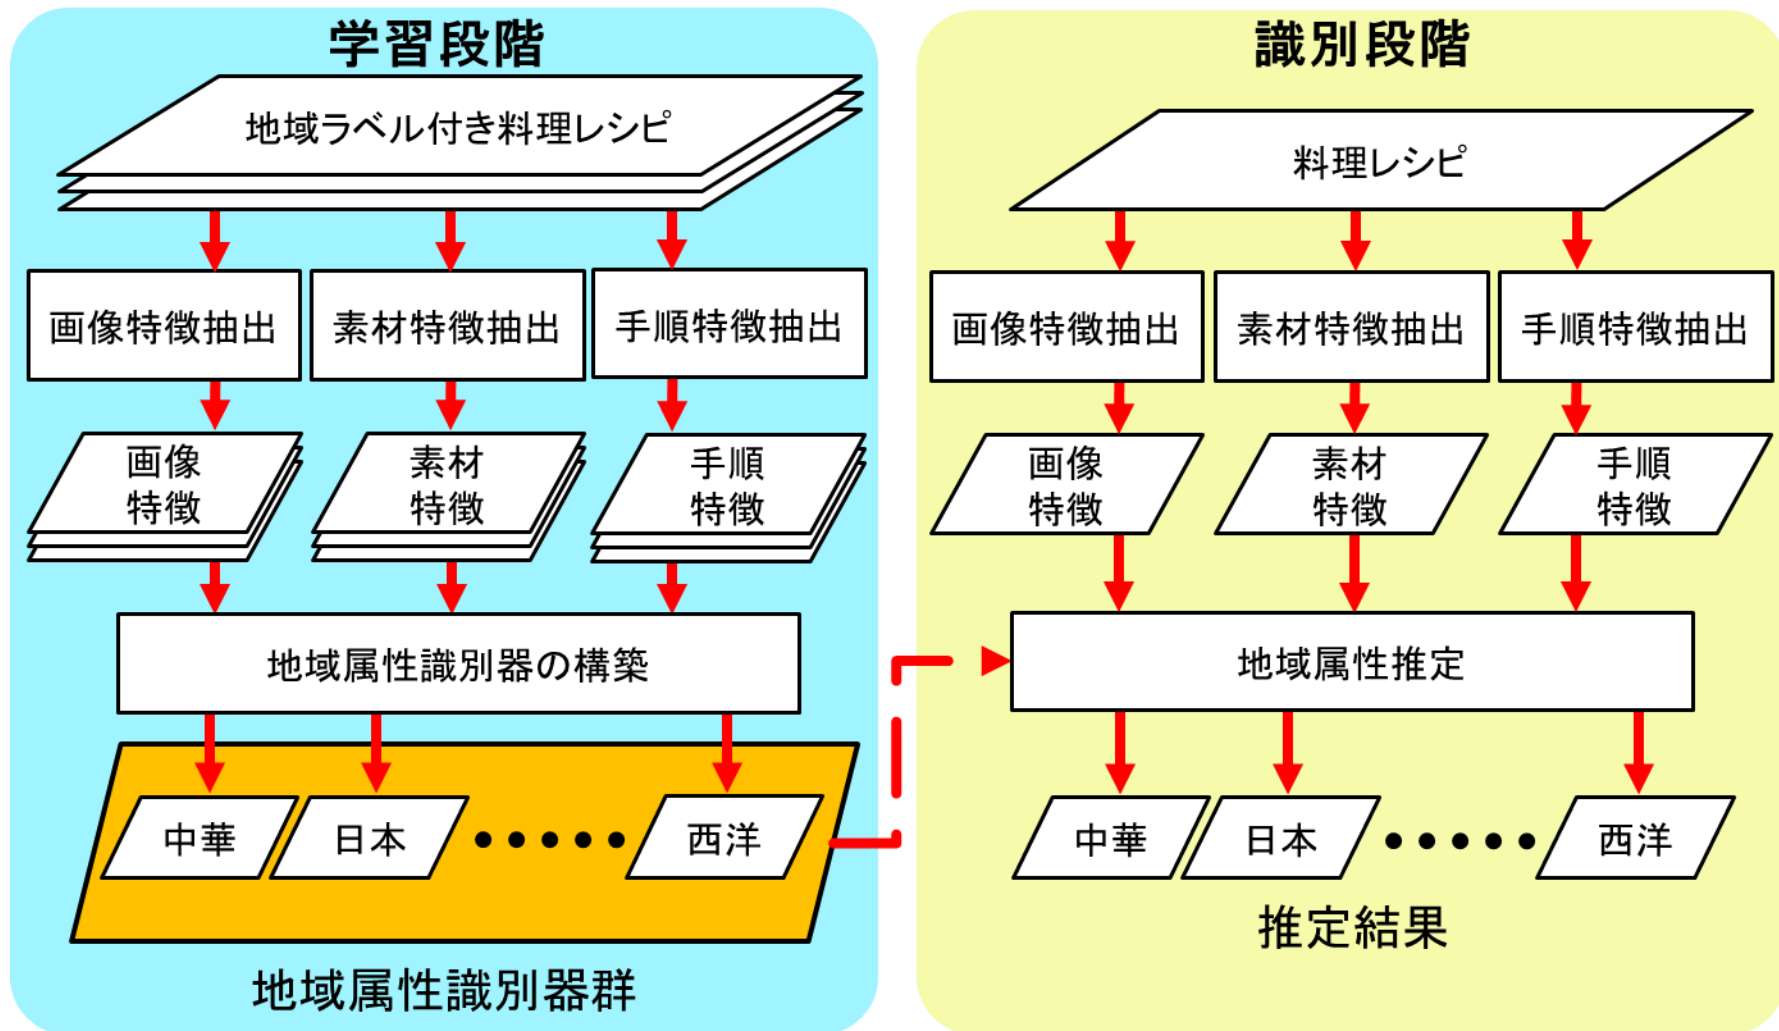 学習段階
地域ラベル付き料理レシピ
画像特徴抽出
素材特徴抽出
手順特徴抽出
画像
特徴
素材
特徴
手順
特徴
地域属性識別器の構築
中華
日本
●●●●●
西洋
地域属性識別器群
識別段階
料理レシピ
画像特徴抽出
素材特徴抽出
手順特徴抽出
画像
特徴
素材
特徴
手順
特徴
地域属性推定
中華
日本
●●●●●
西洋
推定結果